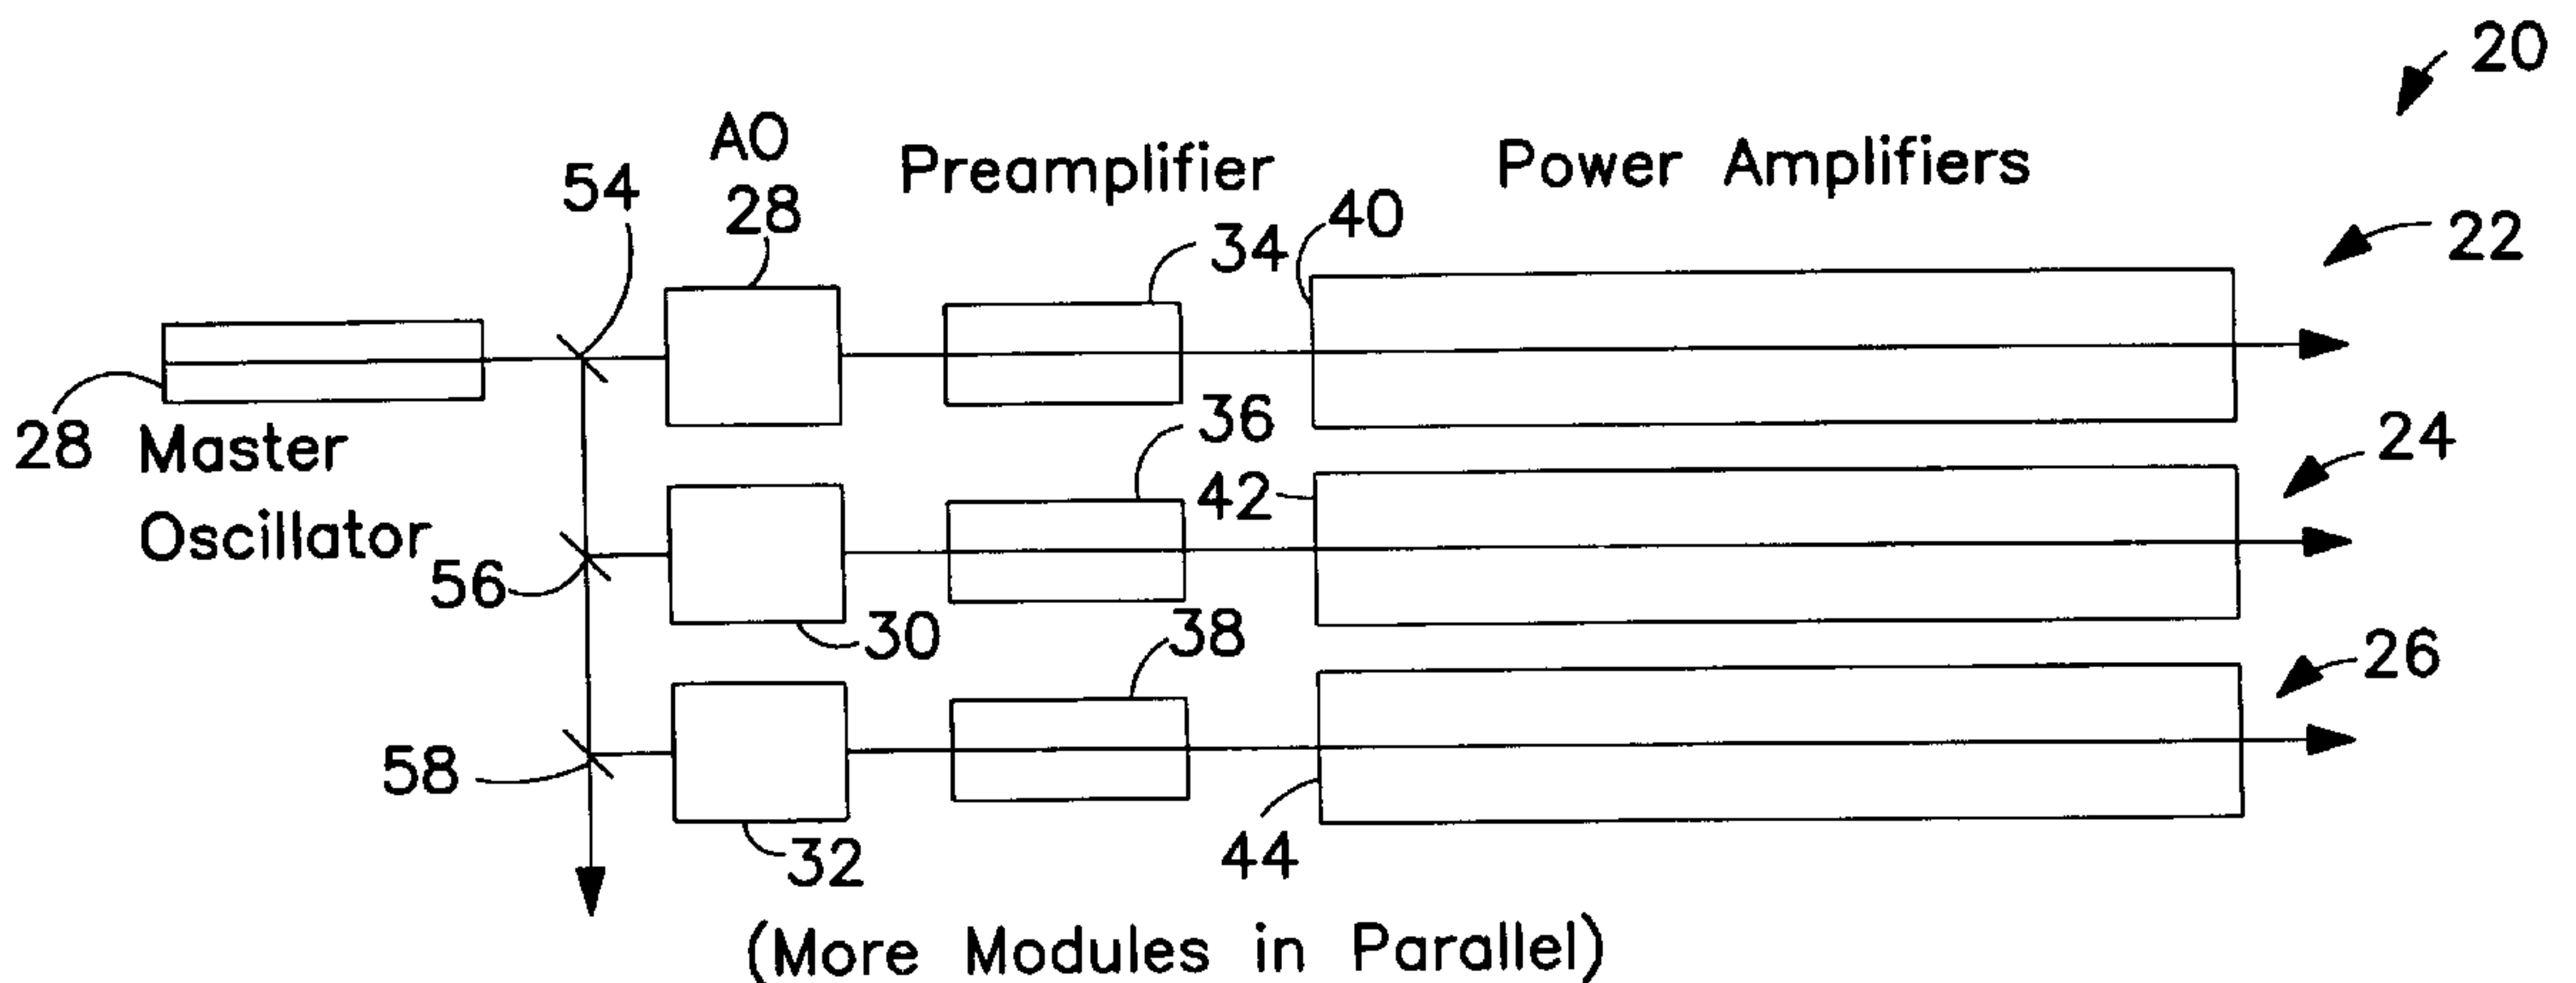 20
AO
Preamplifier
Power Amplifiers
54
28
40
34
22
28
Master
Oscillator
36
42
24
56
30
38
26
58
32
44
(More Modules in Parallel)